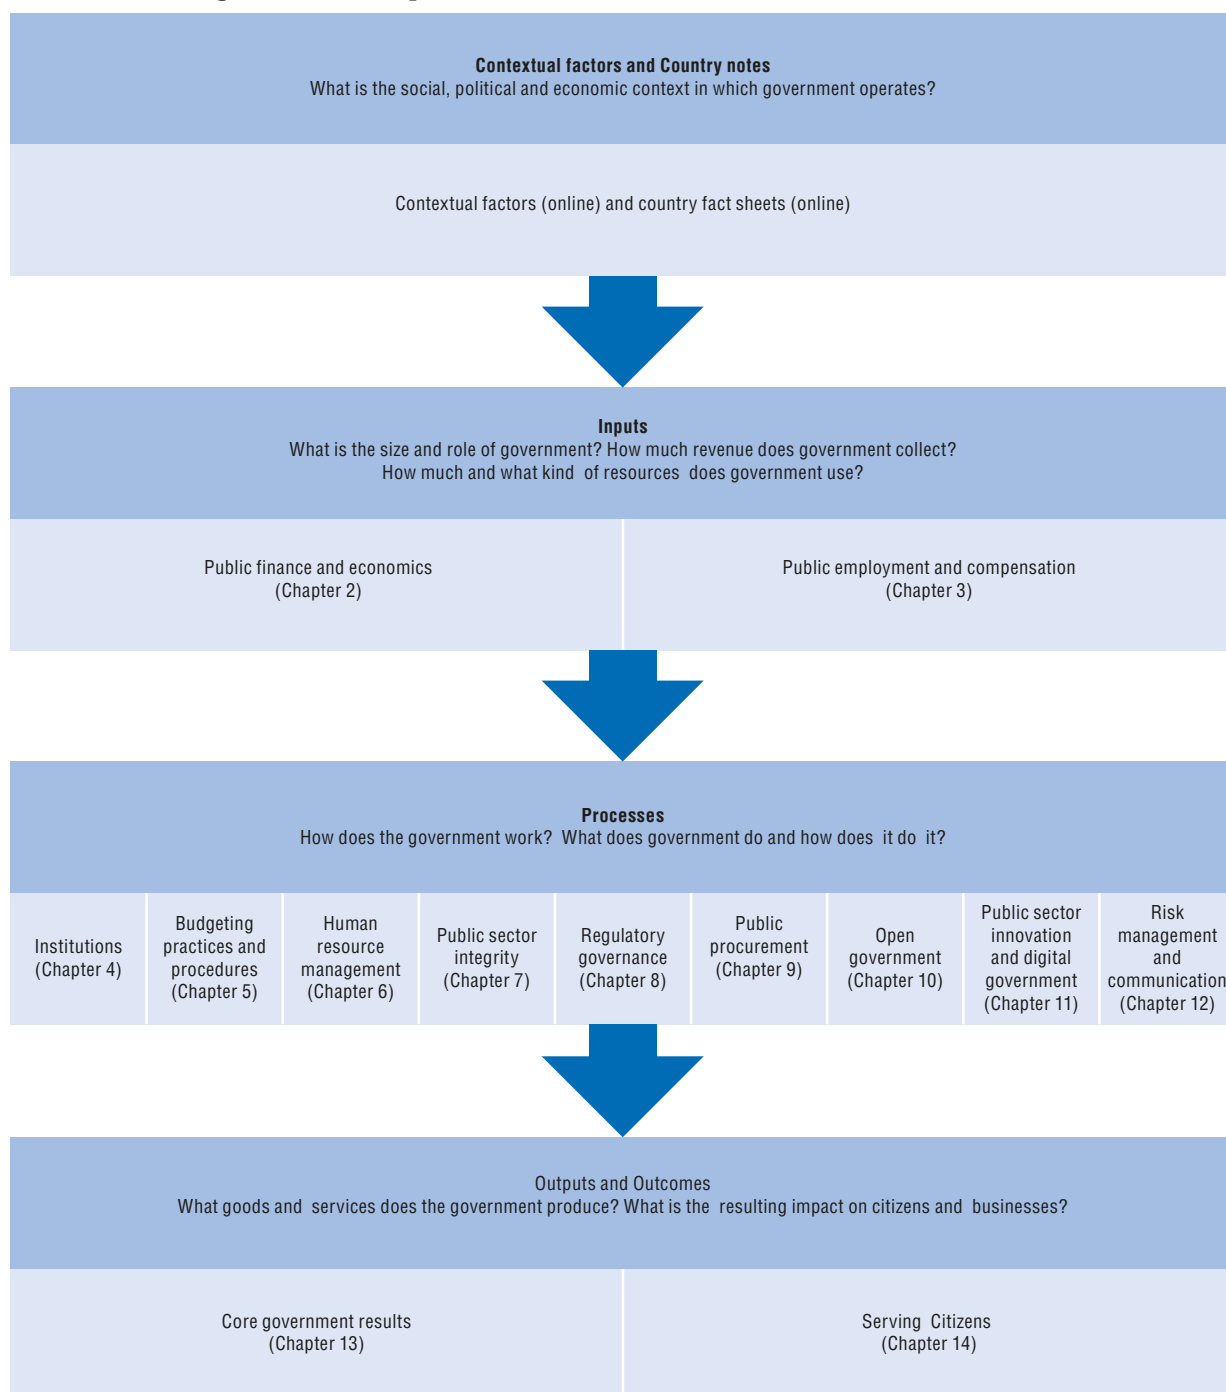 Contextual factors and Country notes
What is the social, political and economic context in which government operates?
Contextual factors (online) and country fact sheets (online)
Inputs
What is the size and role of government? How much revenue does government collect?
How much and what kind of resources does government use?
Public finance and economics
(Chapter 2)
Public employment and compensation
(Chapter 3)
Processes
How does the government work? What does government do and how does it do it?
Institutions
(Chapter 4)
Budgeting
practices and
procedures
(Chapter 5)
Human
resource
management
(Chapter 6)
Public sector
integrity
(Chapter 7)
Regulatory
governance
(Chapter 8)
Public
procurement
(Chapter 9)
Open
government
(Chapter 10)
Public sector
innovation
and digital
government
(Chapter 11)
Risk
management
and
communication
(Chapter 12)
Outputs and Outcomes
What goods and services does the government produce? What is the resulting impact on citizens and businesses?
Core government results
(Chapter 13)
Serving Citizens
(Chapter 14)